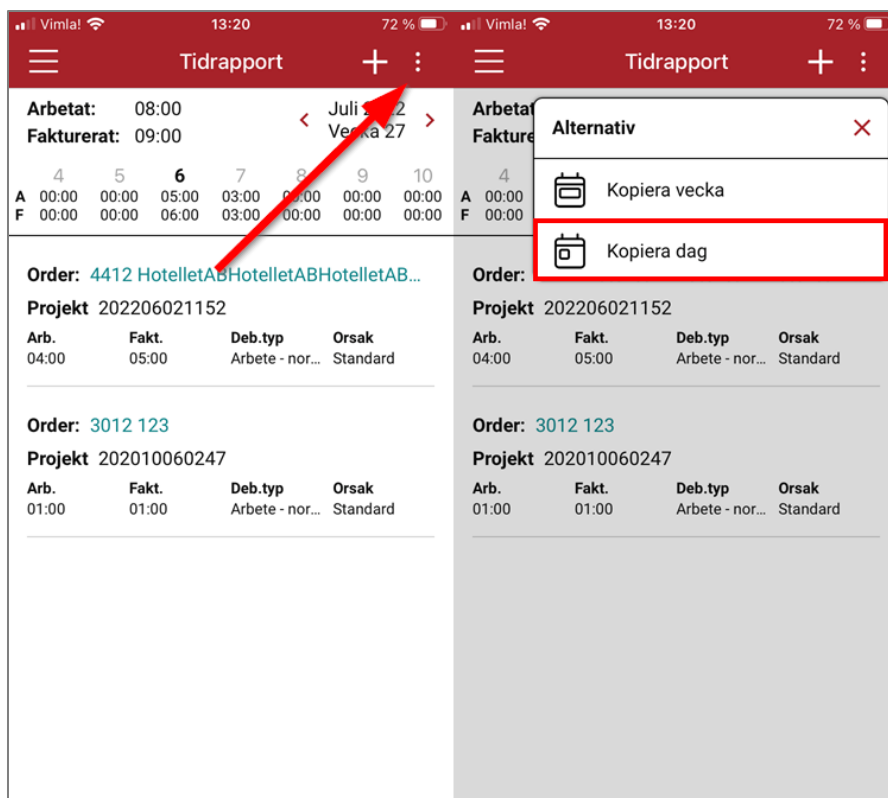 Vimla! 13:20 72 %
Tidrapport
Arbetat: 08:00
Fakturerat: 09:00
Juli
Vecka 27
4 5 6 7 8 9 10
A 00:00 00:00 05:00 03:00 00:00 00:00 00:00
F 00:00 00:00 06:00 03:00 00:00 00:00 00:00
Order: 4412 HotelletABHotelletABHotelletAB...
Projekt 202206021152
Arb. Fakt. Deb.typ Orsak
04:00 05:00 Arbete - nor... Standard
Order: 3012 123
Projekt 202010060247
Arb. Fakt. Deb.typ Orsak
01:00 01:00 Arbete - nor... Standard
Vimla! 13:20 72 %
Tidrapport
Arbetat
Fakture
4
A 00:00
F 00:00
Alternativ
Kopiera vecka
Kopiera dag
Order:
Projekt 202206021152
Arb. Fakt. Deb.typ Orsak
04:00 05:00 Arbete - nor... Standard
Order: 3012 123
Projekt 202010060247
Arb. Fakt. Deb.typ Orsak
01:00 01:00 Arbete - nor... Standard